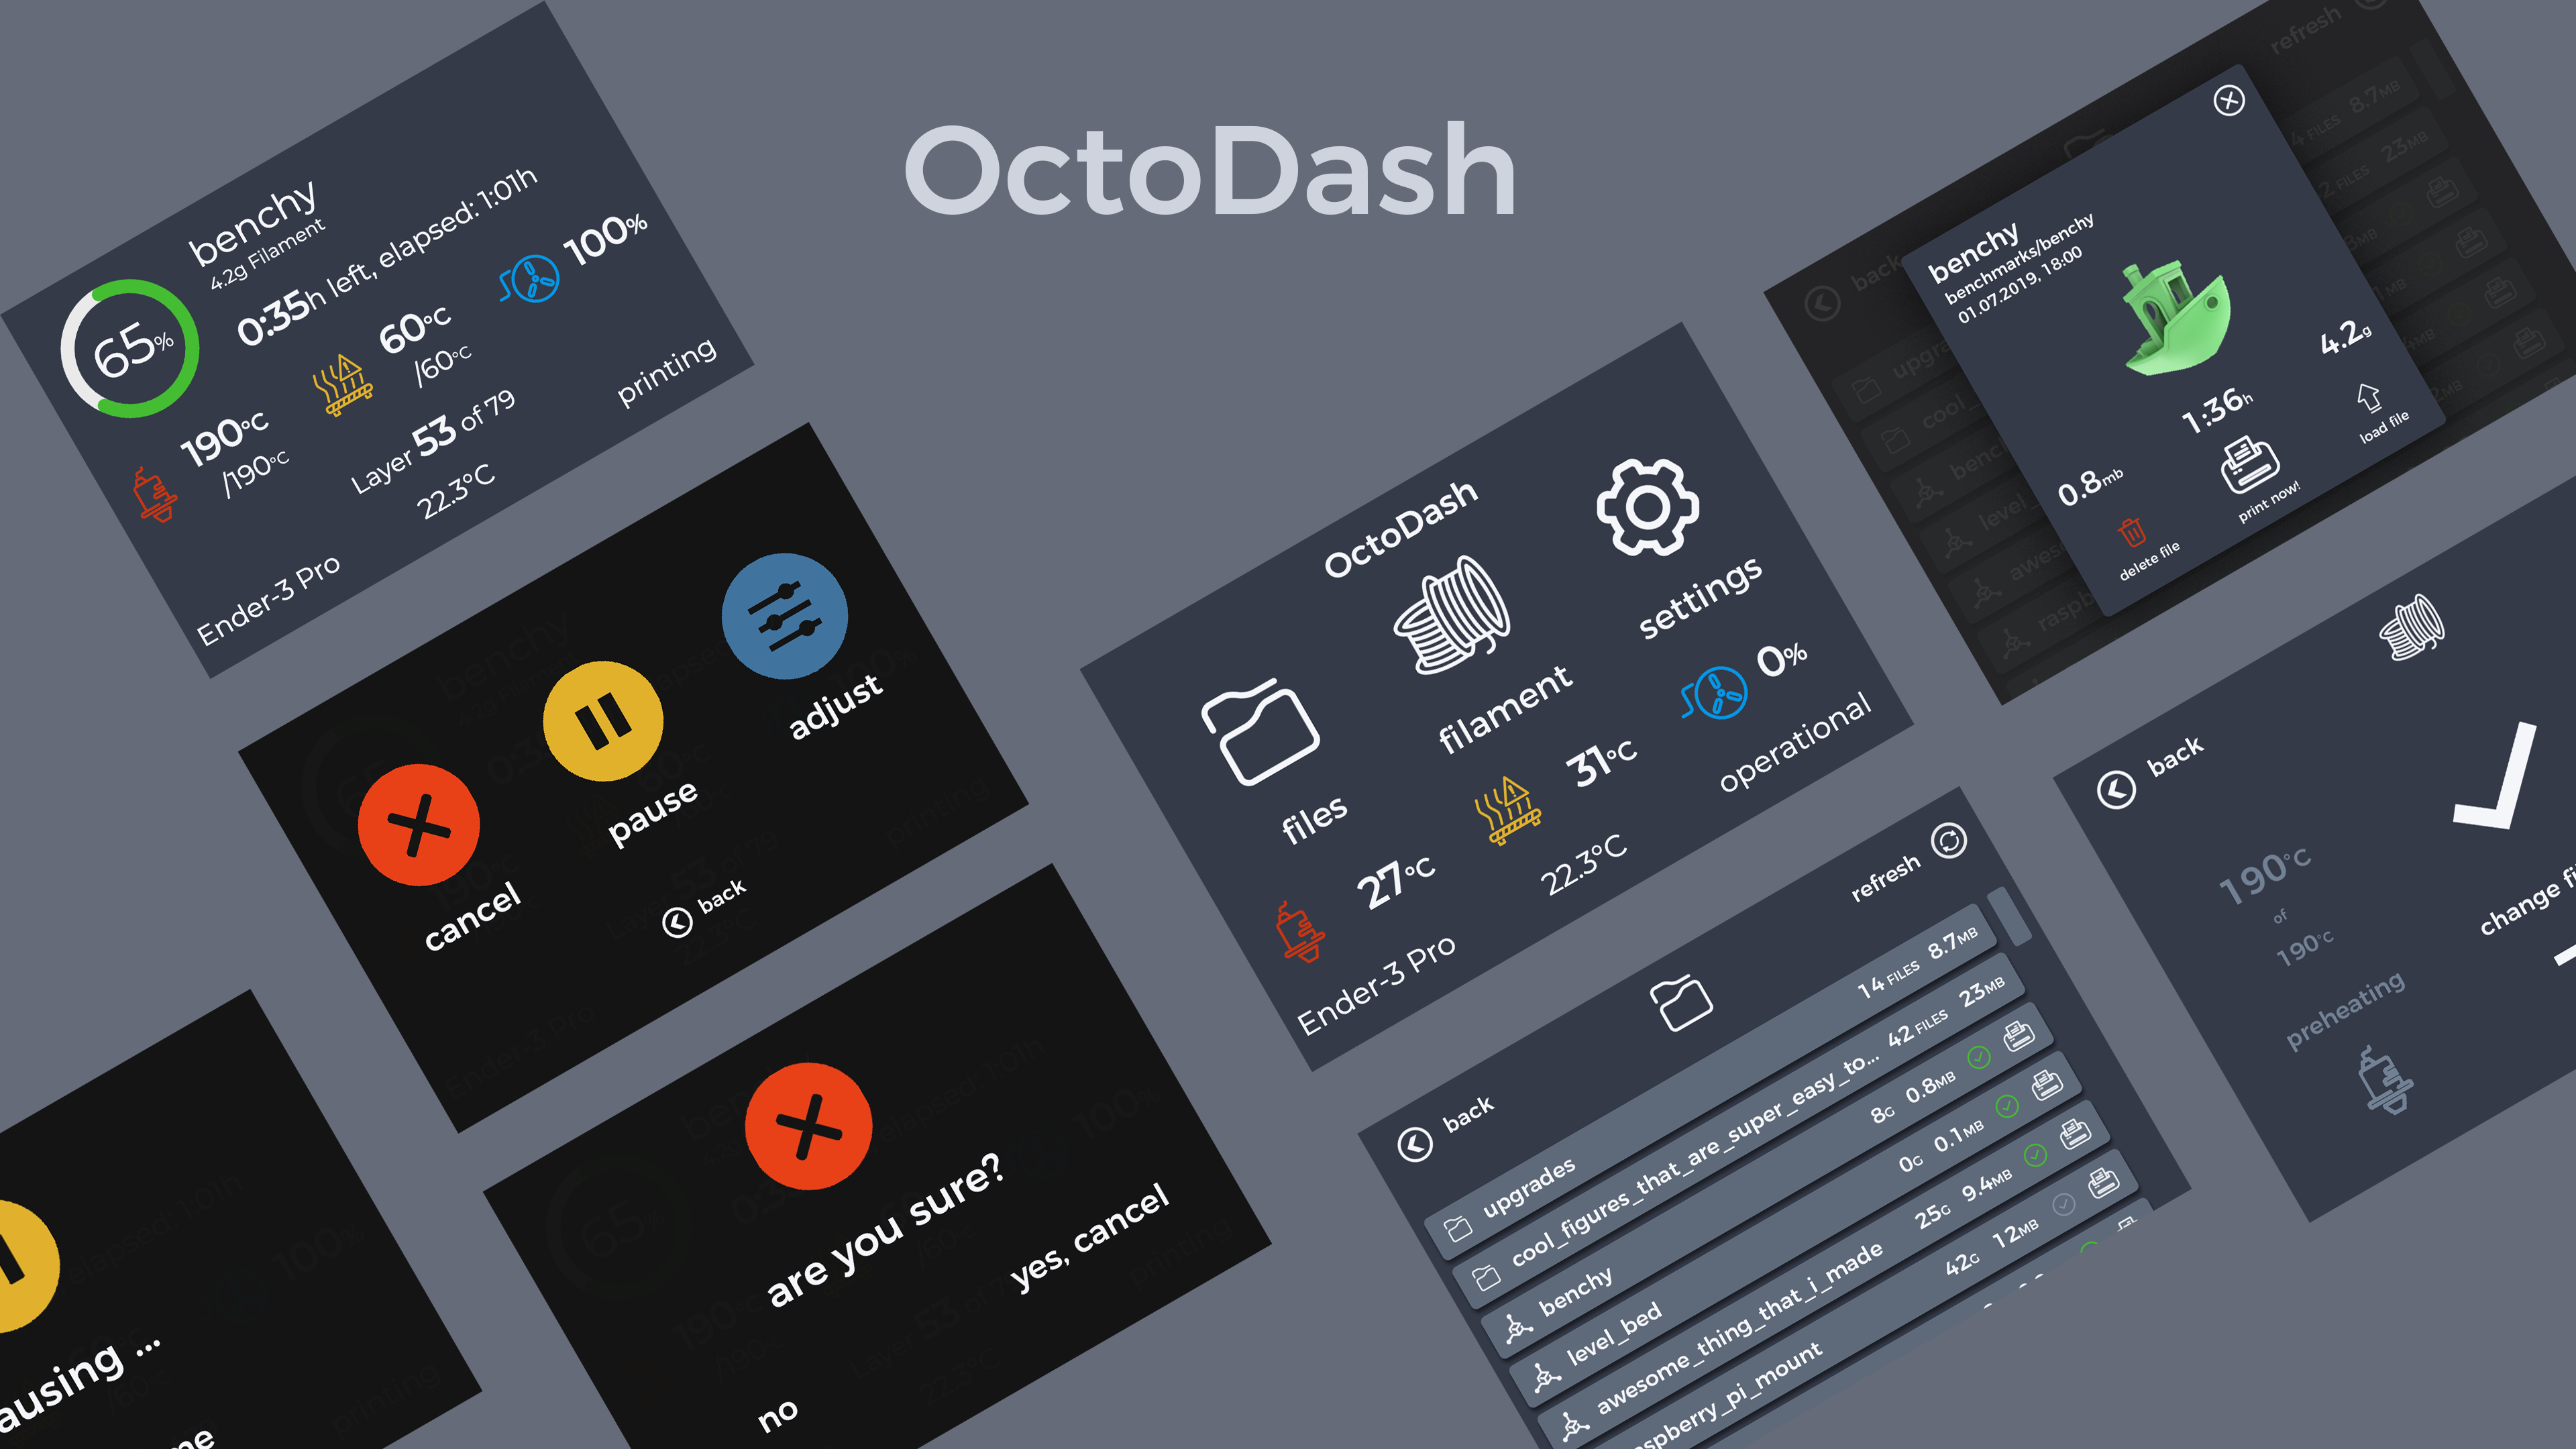 OctoDash
benchy
4.2g Filament
0:35h left, elapsed: 1:01h
65%
190°C
/190°C
60°C
/60°C
100%
Layer 53 of 79
22.3°C
printing
Ender-3 Pro
cancel
pause
adjust
back
are you sure?
no
yes, cancel
OctoDash
files
filament
settings
27°C
31°C
0%
Ender-3 Pro
22.3°C
operational
back
refresh
upgrades 14 FILES 8.7MB
cool_figures_that_are_super_easy_to... 42 FILES 23MB
benchy 8G 0.8MB
level_bed 0G 0.1MB
awesome_thing_that_i_made 25G 9.4MB
raspberry_pi_mount 42G 12MB
back
refresh
benchy
benchmarks/benchy
01.07.2019, 18:00
0.8mb
1:36h
4.2g
delete file
print now!
load file
back
190°C
of
190°C
preheating
change